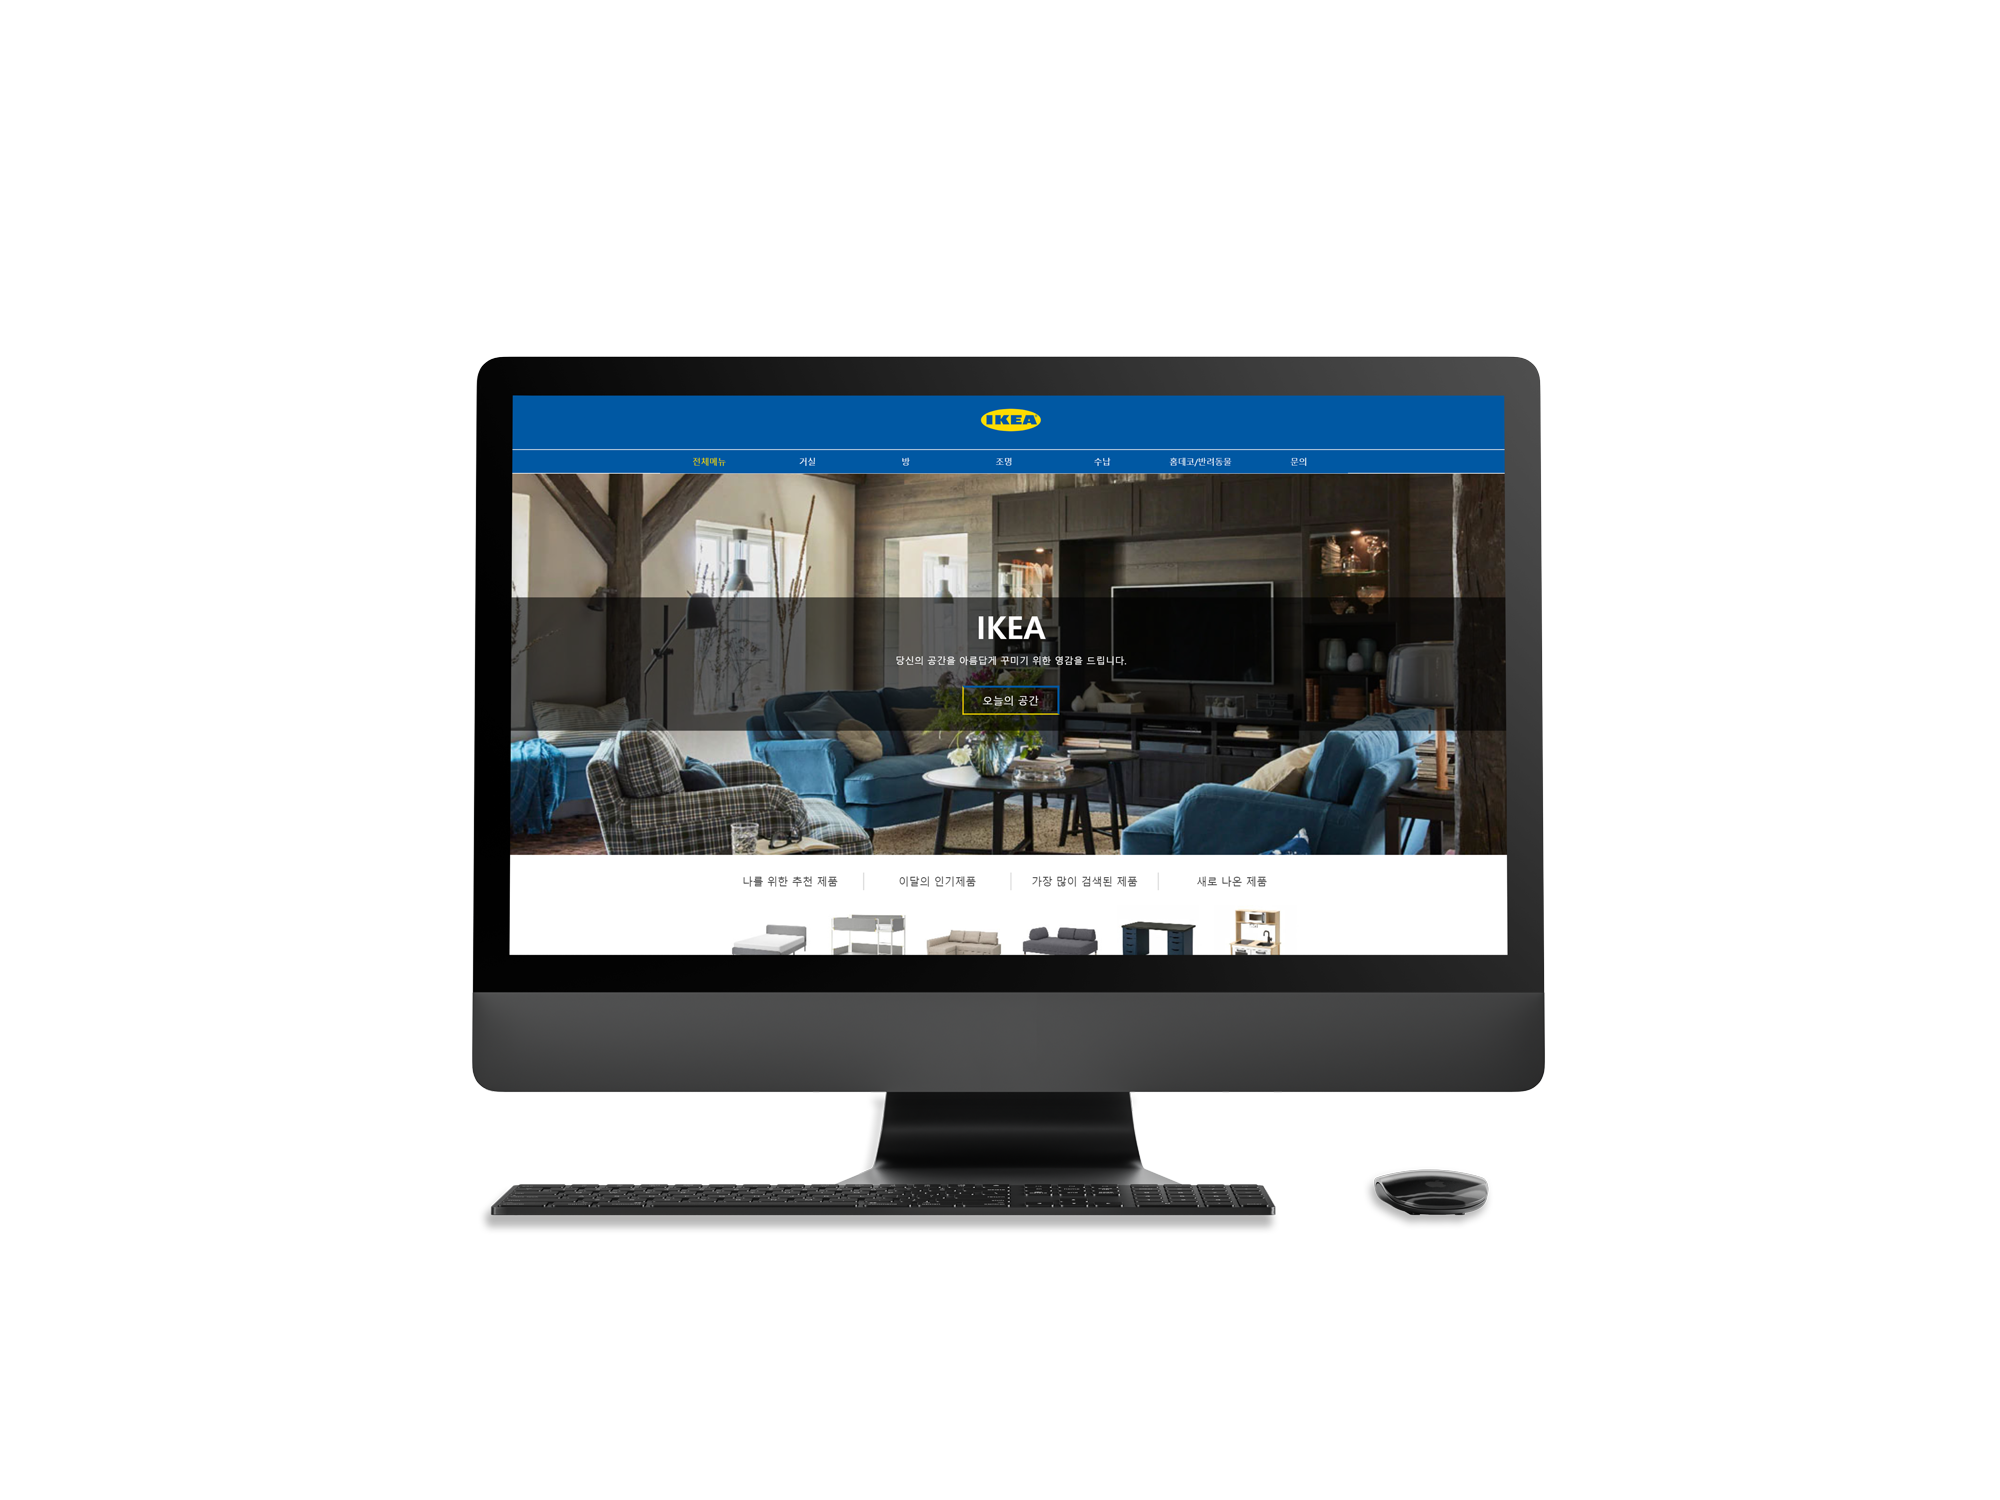 IKEA
전체메뉴 거실 방 조명 수납 홈데코/반려동물 문의
IKEA
당신의 공간을 아름답게 꾸미기 위한 영감을 드립니다.
오늘의 공간
나를 위한 추천 제품 이달의 인기제품 가장 많이 검색된 제품 새로 나온 제품